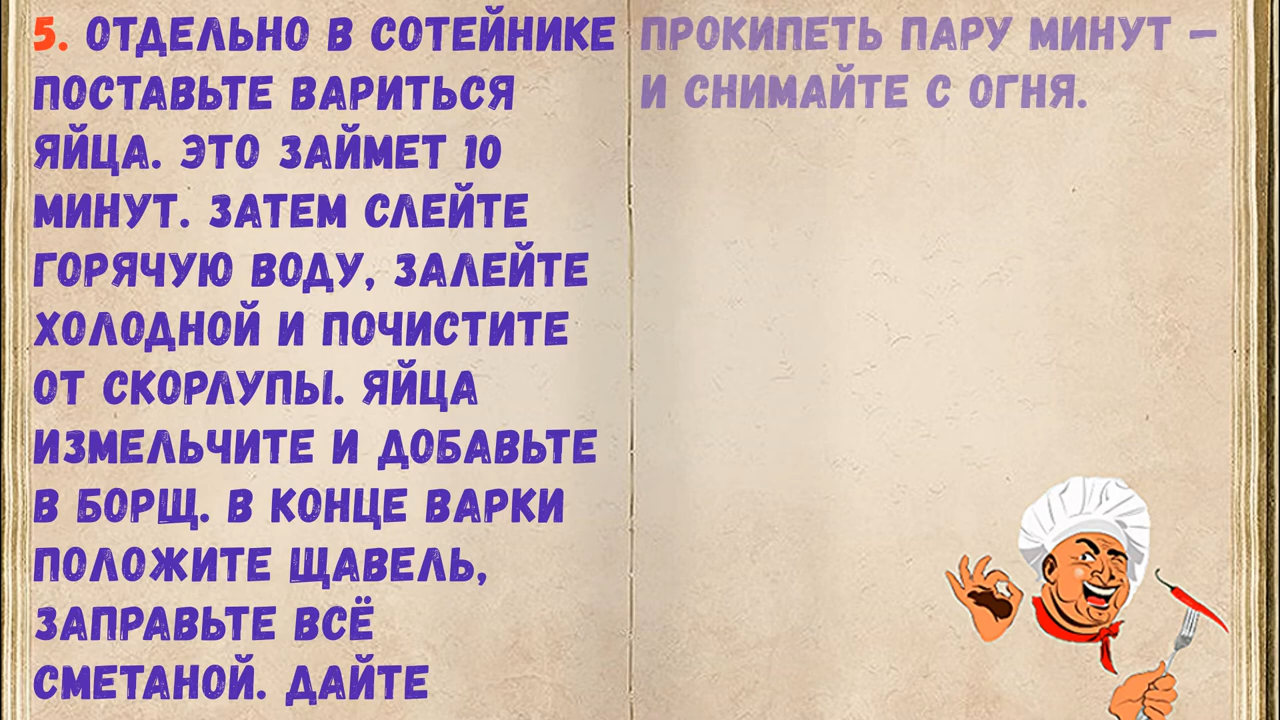 5. ОТДЕЛЬНО В СОТЕЙНИКЕ
ПОСТАВЬТЕ ВАРИТЬСЯ
ЯЙЦА. ЭТО ЗАЙМЕТ 10
МИНУТ. ЗАТЕМ СЛЕЙТЕ
ГОРЯЧУЮ ВОДУ, ЗАЛЕЙТЕ
ХОЛОДНОЙ И ПОЧИСТИТЕ
ОТ СКОРЛУПЫ. ЯЙЦА
ИЗМЕЛЬЧИТЕ И ДОБАВЬТЕ
В БОРЩ. В КОНЦЕ ВАРКИ
ПОЛОЖИТЕ ЩАВЕЛЬ,
ЗАПРАВЬТЕ ВСЁ
СМЕТАНОЙ. ДАЙТЕ
ПРОКИПЕТЬ ПАРУ МИНУТ –
И СНИМАЙТЕ С ОГНЯ.